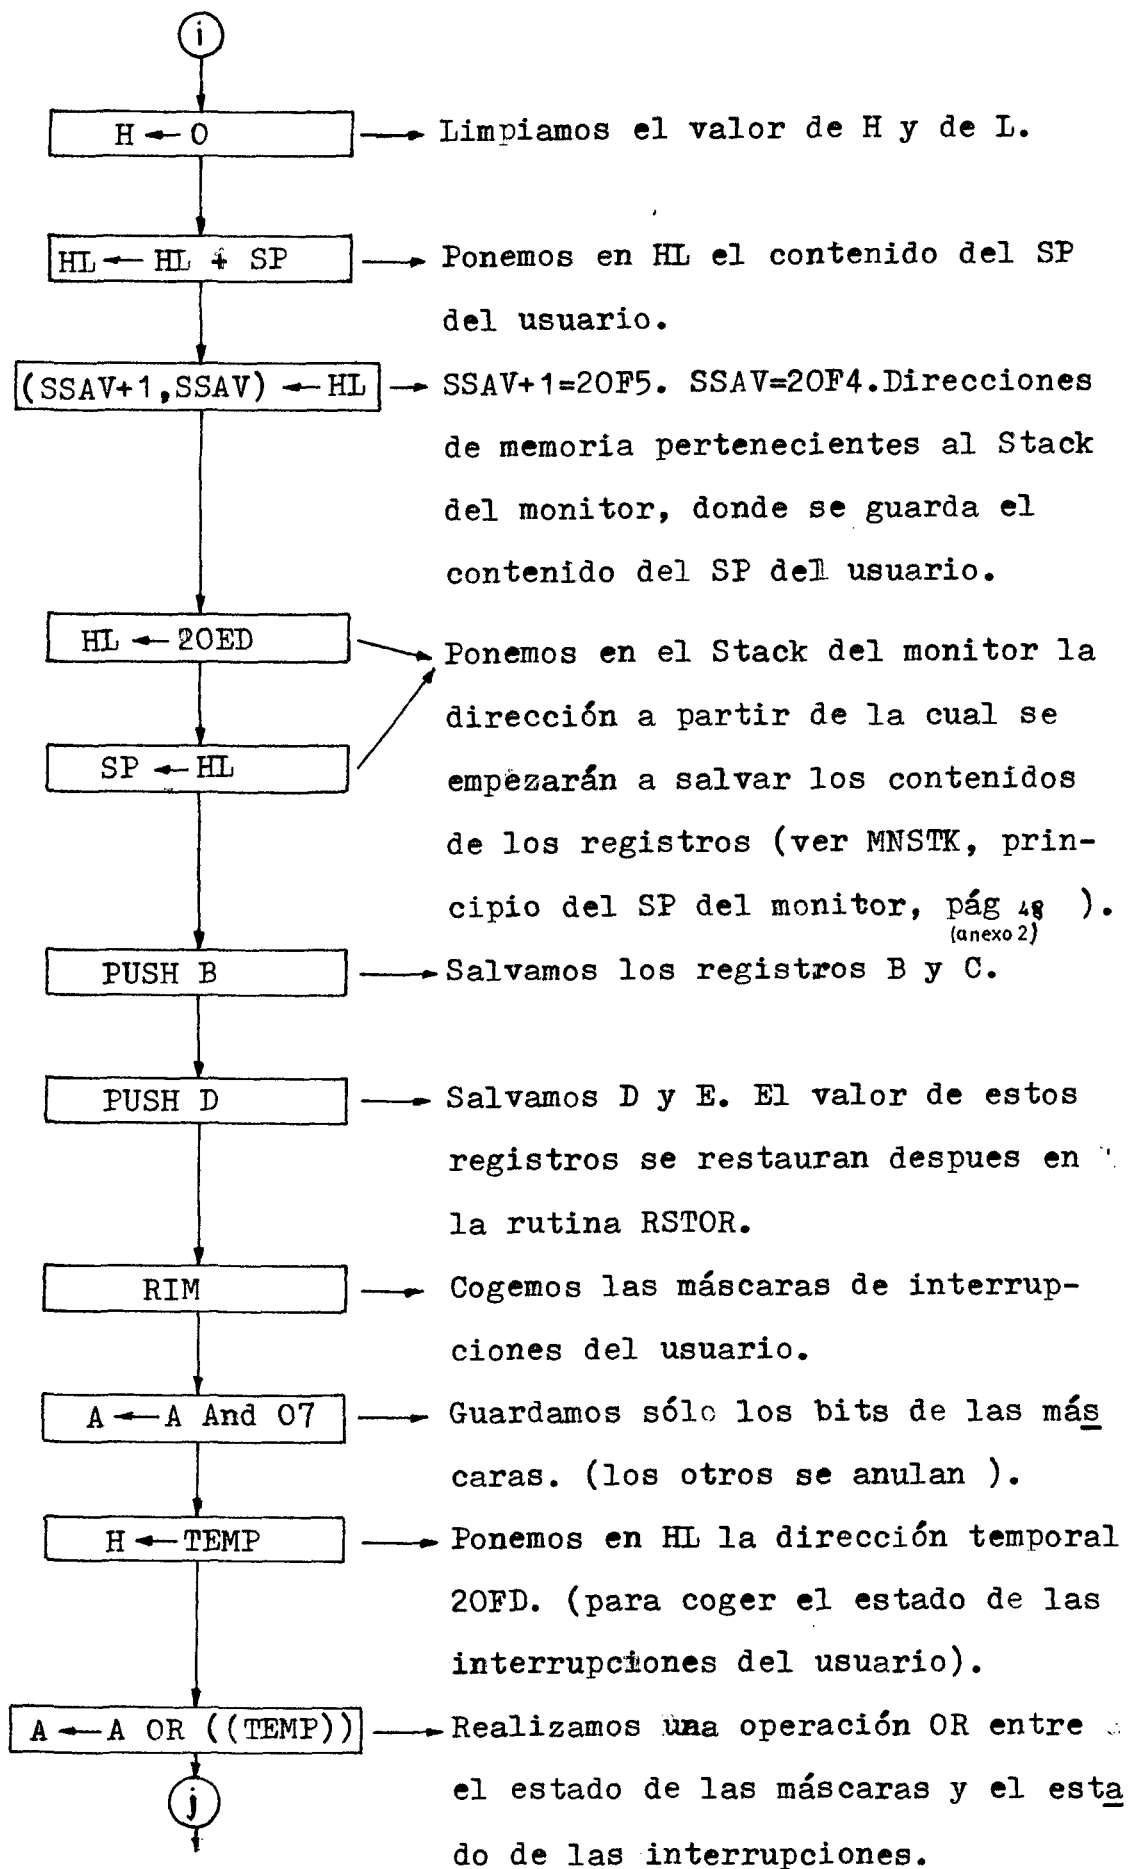 i
H ← 0 → Limpiamos el valor de H y de L.
HL ← HL + SP → Ponemos en HL el contenido del SP
del usuario.
(SSAV+1,SSAV) ← HL → SSAV+1=20F5. SSAV=20F4.Direcciones
de memoria pertenecientes al Stack
del monitor, donde se guarda el
contenido del SP del usuario.
HL ← 20ED
Ponemos en el Stack del monitor la
dirección a partir de la cual se
SP ← HL
empezarán a salvar los contenidos
de los registros (ver MNSTK, prin-
cipio del SP del monitor, pág 48 ).
(anexo 2)
PUSH B → Salvamos los registros B y C.
PUSH D → Salvamos D y E. El valor de estos
registros se restauran despues en
la rutina RSTOR.
RIM → Cogemos las máscaras de interrup-
ciones del usuario.
A ← A And 07 → Guardamos sólo los bits de las más
caras. (los otros se anulan ).
H ← TEMP → Ponemos en HL la dirección temporal
20FD. (para coger el estado de las
interrupciones del usuario).
A ← A OR ((TEMP)) → Realizamos una operación OR entre
j
el estado de las máscaras y el esta
do de las interrupciones.